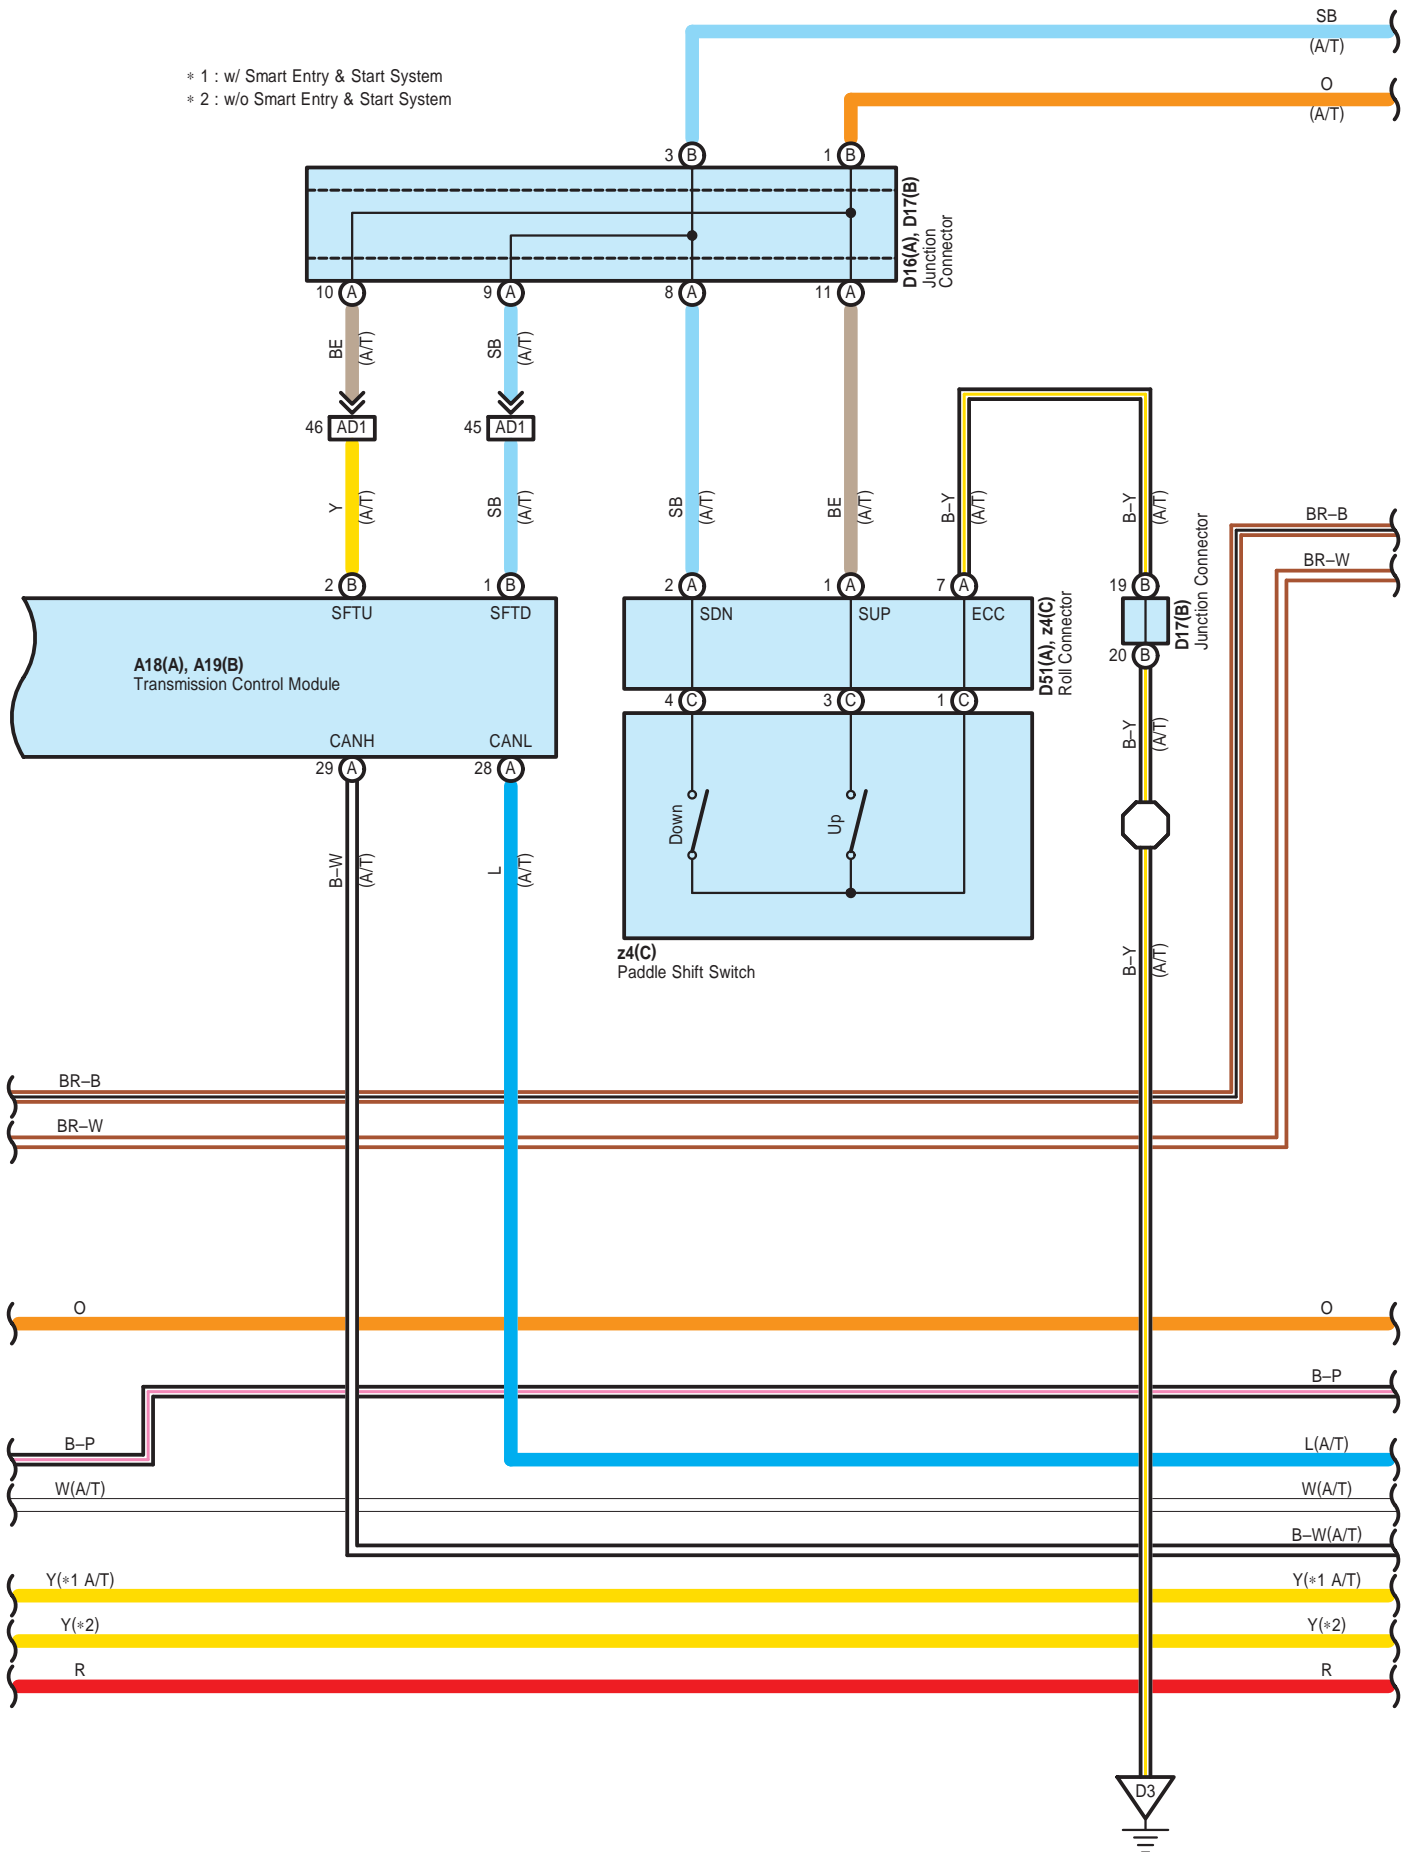 SB
(A/T)
* 1 : w/ Smart Entry & Start System
* 2 : w/o Smart Entry & Start System
O
(A/T)
3 B
1 B
D16(A), D17(B)
Junction
Connector
10 A
9 A
8 A
11 A
BE
(A/T)
SB
(A/T)
46 AD1
45 AD1
Y
(A/T)
SB
(A/T)
SB
(A/T)
BE
(A/T)
B–Y
(A/T)
B–Y
(A/T)
BR–B
BR–W
2 B
1 B
2 A
1 A
7 A
19 B
SFTU
SFTD
SDN
SUP
ECC
D17(B)
Junction Connector
20 B
A18(A), A19(B)
Transmission Control Module
D51(A), z4(C)
Roll Connector
4 C
3 C
1 C
CANH
CANL
29 A
28 A
B–Y
(A/T)
Down
Up
B–W
(A/T)
L
(A/T)
z4(C)
Paddle Shift Switch
B–Y
(A/T)
BR–B
BR–W
O
O
B–P
B–P
L(A/T)
W(A/T)
W(A/T)
B–W(A/T)
Y(*1 A/T)
Y(*1 A/T)
Y(*2)
Y(*2)
R
R
D3